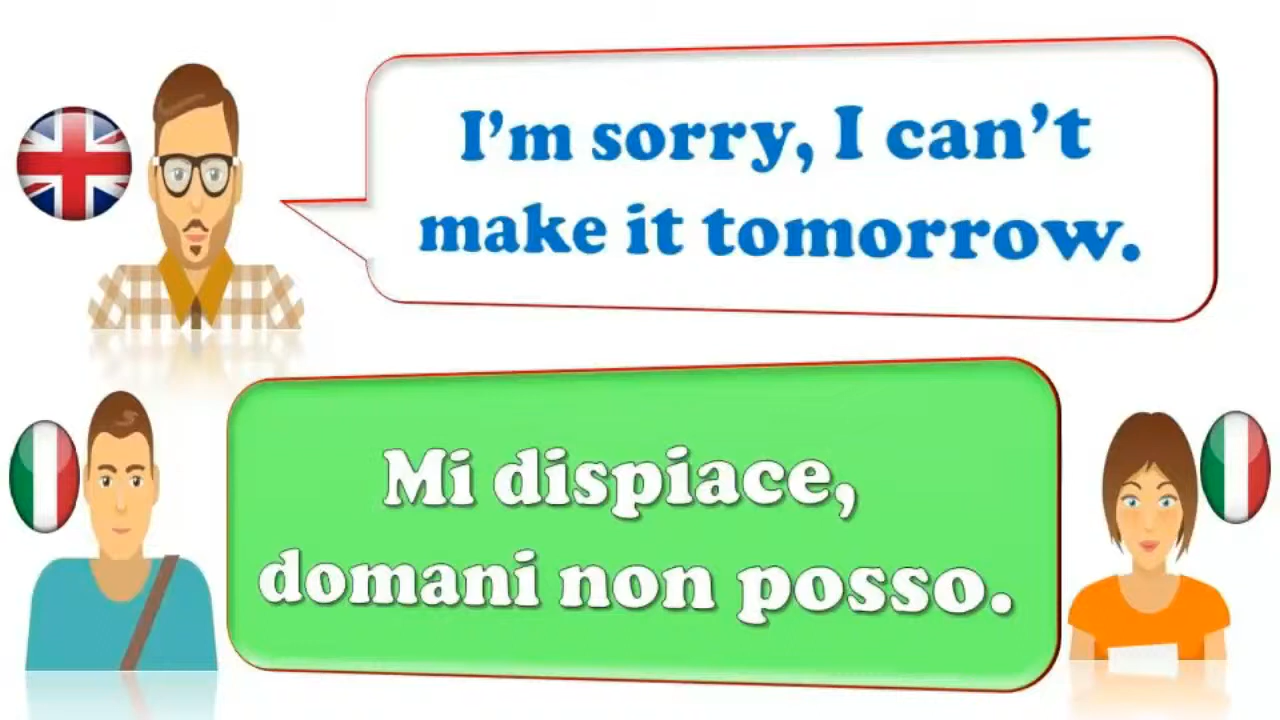 I'm sorry, I can't
make it tomorrow.
Mi dispiace,
domani non posso.